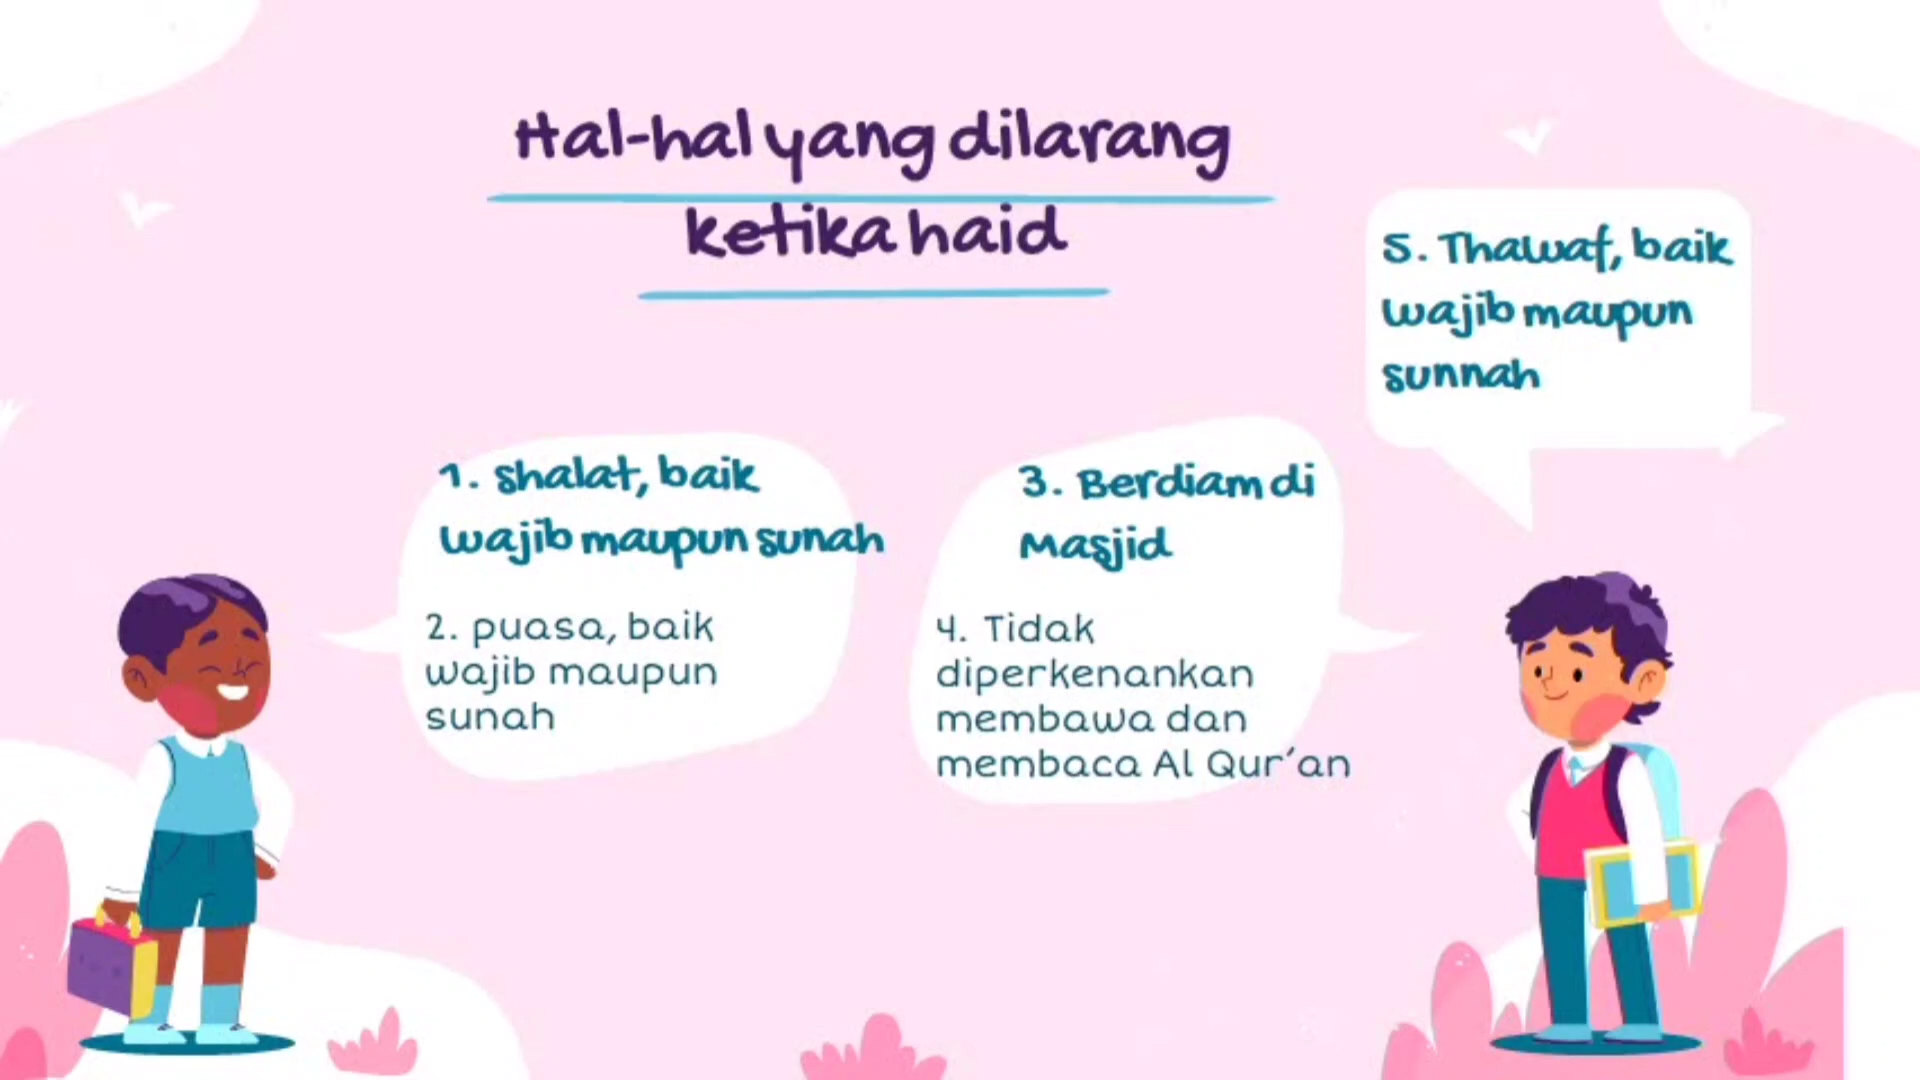 Hal-hal yang dilarang
ketika haid
1. Shalat, baik
wajib maupun sunah
2. puasa, baik
wajib maupun
sunah
3. Berdiam di
Masjid
4. Tidak
diperkenankan
membawa dan
membaca Al Qur'an
5. Thawaf, baik
wajib maupun
sunnah